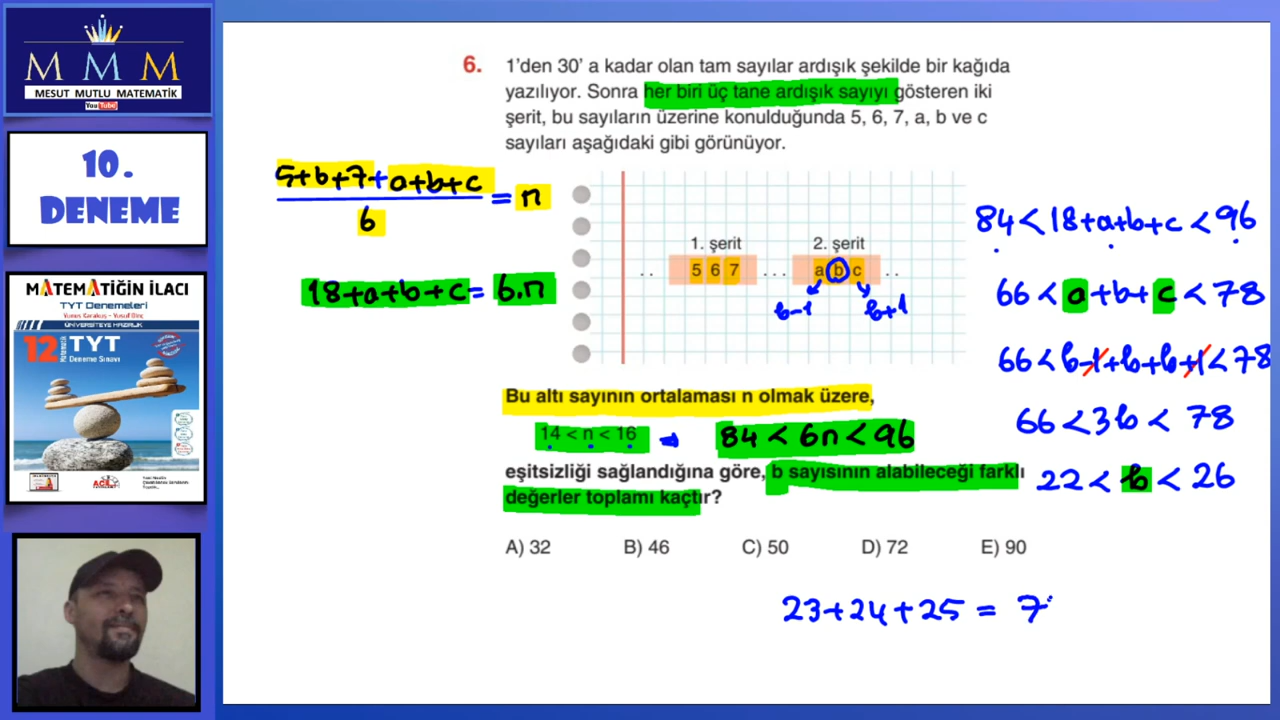 M M M
MESUT MUTLU MATEMATİK
YouTube
10.
DENEME
MATEMATİĞİN İLACI
TYT Denemeleri
ÜNİVERSİTEYE HAZIRLIK
12 Matematik TYT
Deneme Sınavı
6. 1'den 30' a kadar olan tam sayılar ardışık şekilde bir kağıda
yazılıyor. Sonra her biri üç tane ardışık sayıyı gösteren iki
şerit, bu sayıların üzerine konulduğunda 5, 6, 7, a, b ve c
sayıları aşağıdaki gibi görünüyor.
5+6+7+a+b+c
6
= n
18+a+b+c = 6.n
1. şerit 2. şerit
. . 5 6 7 . . . a b c . .
b-1 b+1
Bu altı sayının ortalaması n olmak üzere,
14 < n < 16 → 84 < 6n < 96
eşitsizliği sağlandığına göre, b sayısının alabileceği farklı
değerler toplamı kaçtır?
A) 32 B) 46 C) 50 D) 72 E) 90
84 < 18+a+b+c < 96
66 < a+b+c < 78
66 < b-1+b+b+1 < 78
66 < 3b < 78
22 < b < 26
23+24+25 = 7